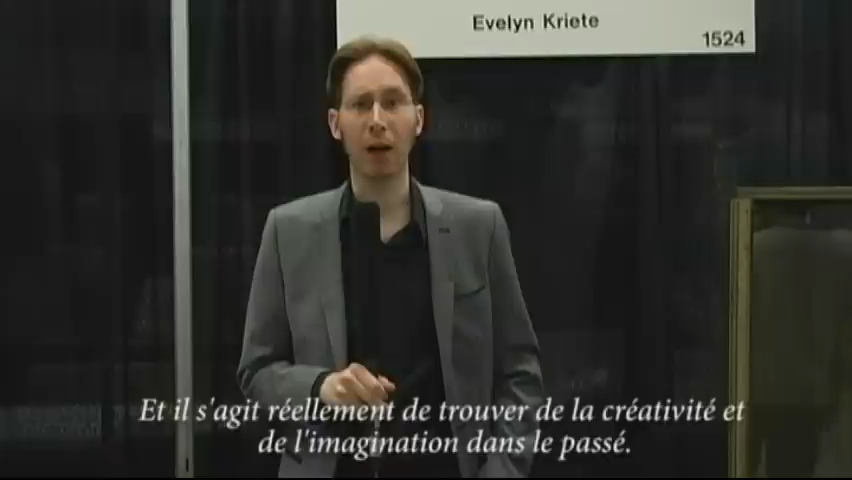 Evelyn Kriete
1524
Et il s'agit réellement de trouver de la créativité et
de l'imagination dans le passé.